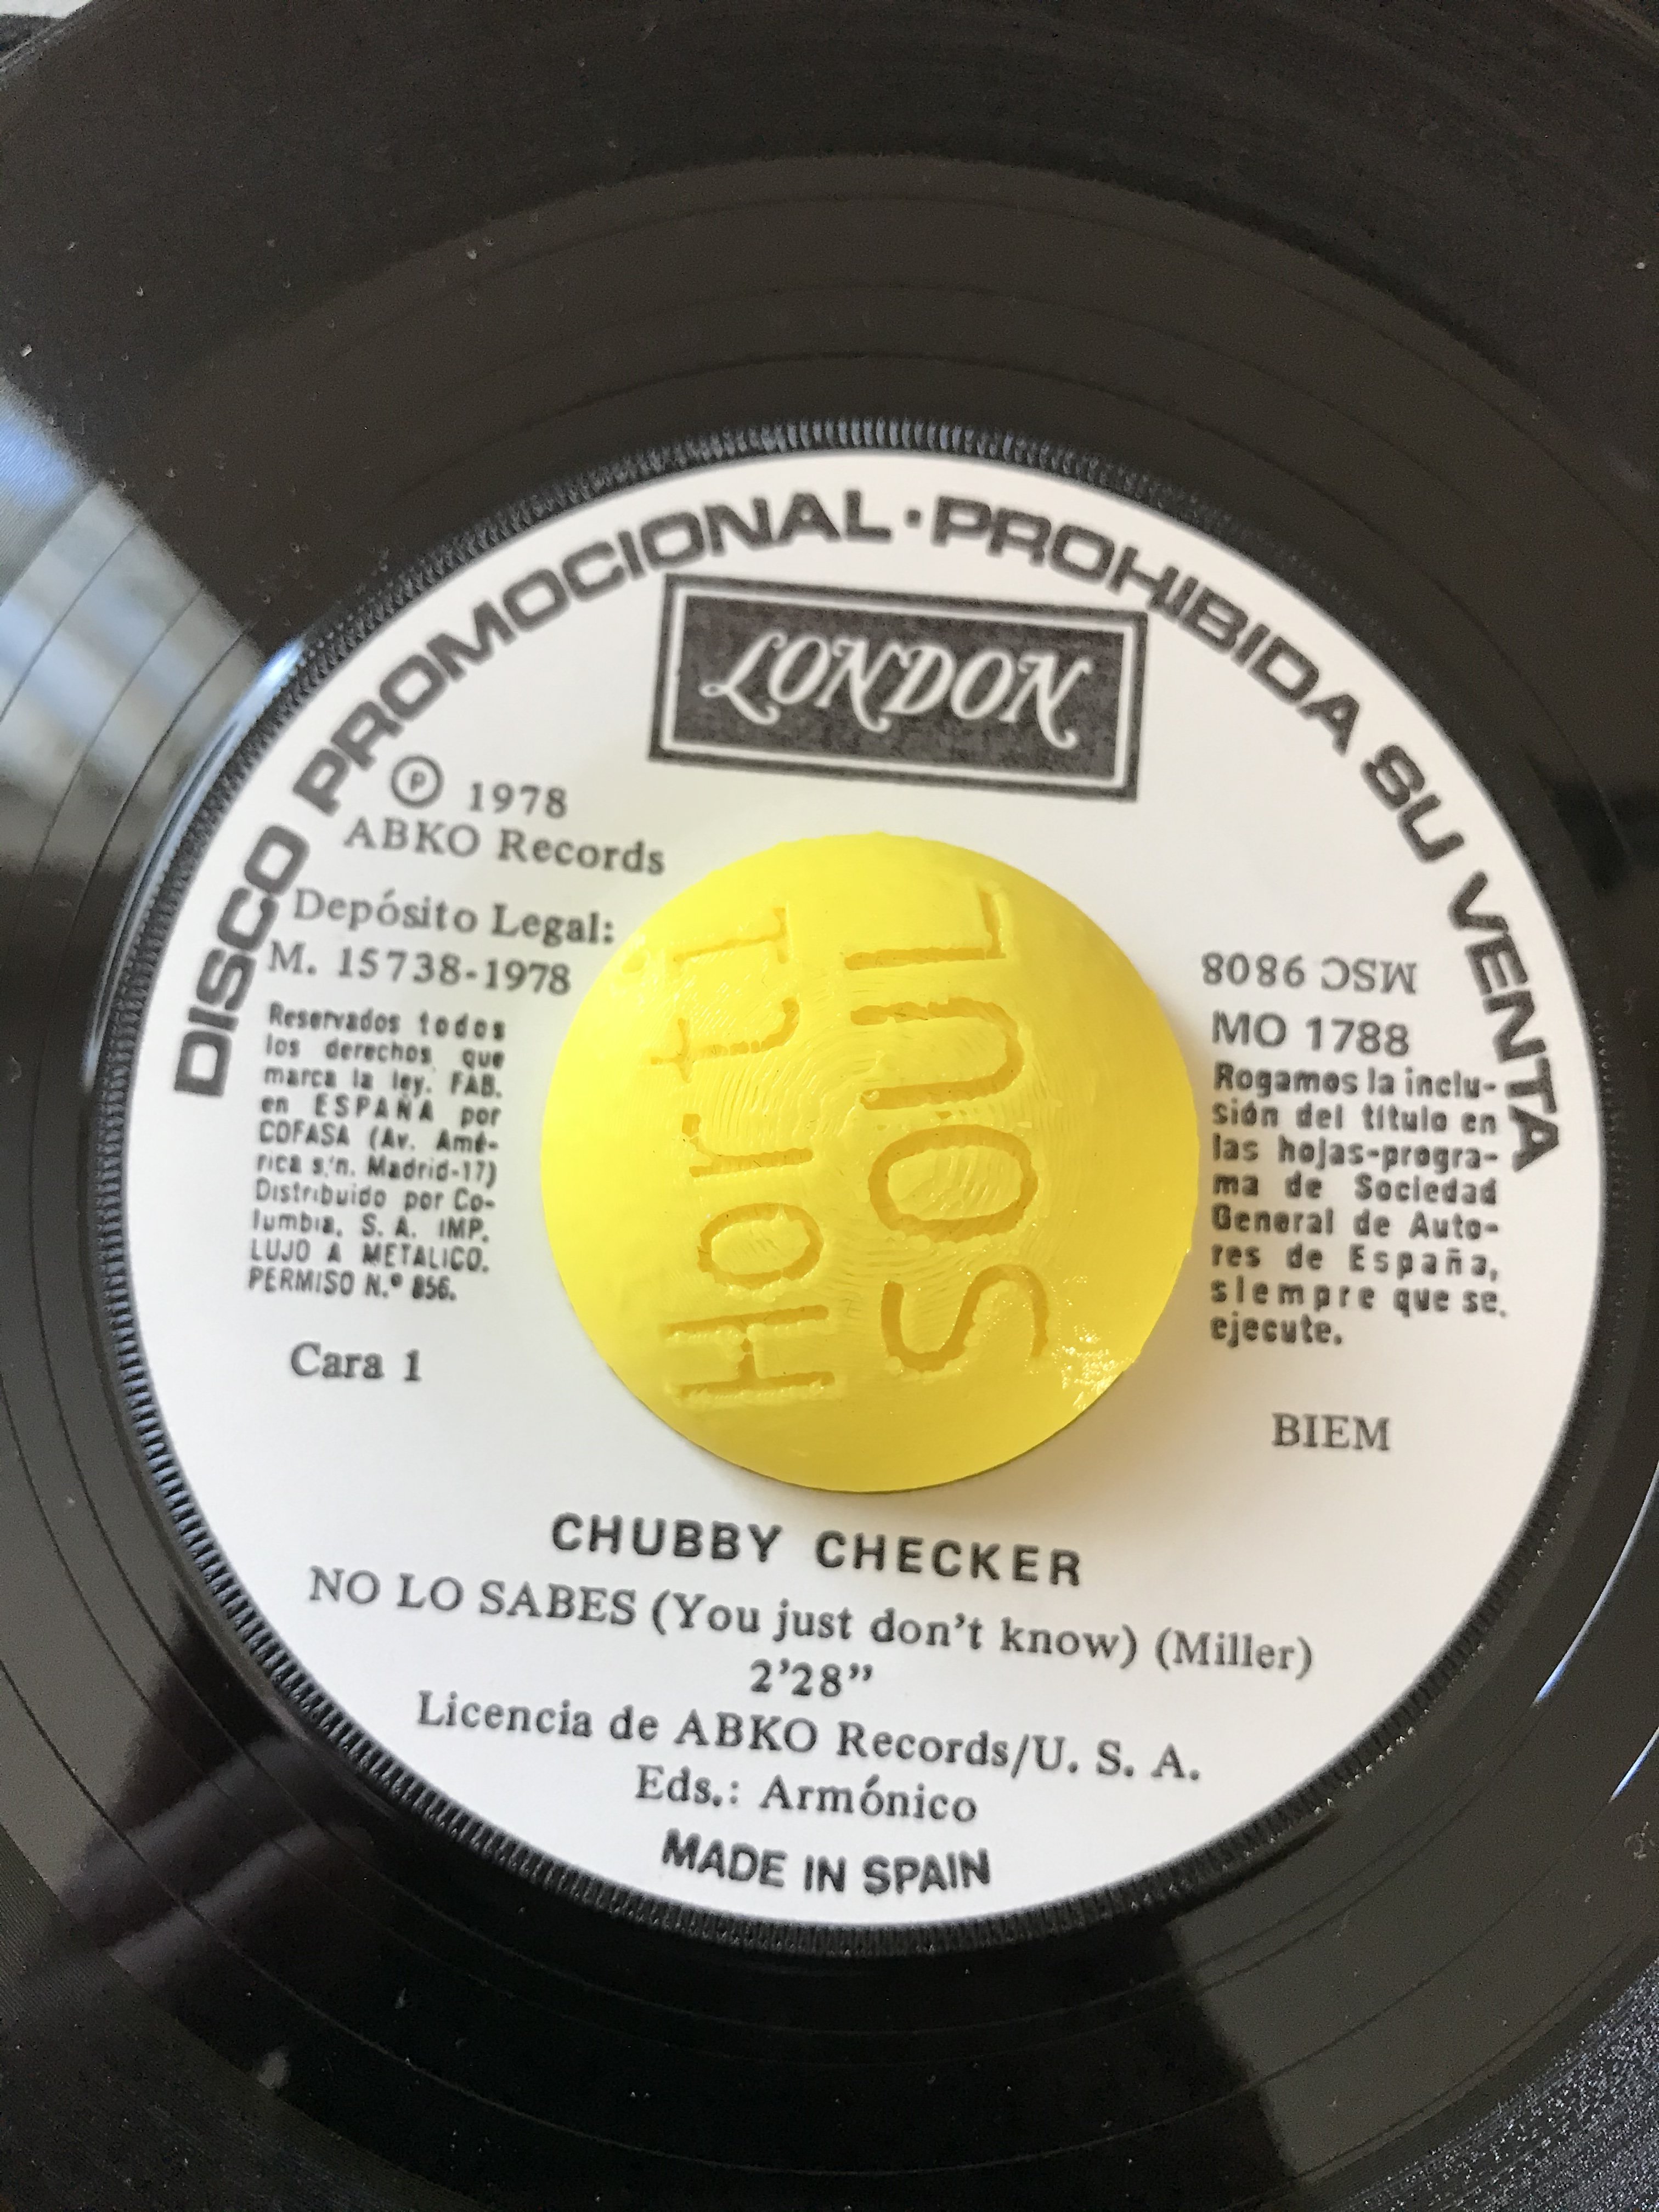 DISCO PROMOCIONAL · PROHIBIDA SU VENTA
LONDON
Ⓟ 1978
ABKO Records
Depósito Legal:
M. 15738-1978
Reservados todos
los derechos que
marca la ley. FAB.
en ESPAÑA por
COFASA (Av. Amé-
rica s/n. Madrid-17)
Distribuido por Co-
lumbia, S. A. IMP.
LUJO A METALICO.
PERMISO N.º 856.
Cara 1
HortI
SOUL
MSC 9808
MO 1788
Rogamos la inclu-
sión del título en
las hojas-progra-
ma de Sociedad
General de Auto-
res de España,
siempre que se
ejecute.
BIEM
CHUBBY CHECKER
NO LO SABES (You just don't know) (Miller)
2'28"
Licencia de ABKO Records/U. S. A.
Eds.: Armónico
MADE IN SPAIN